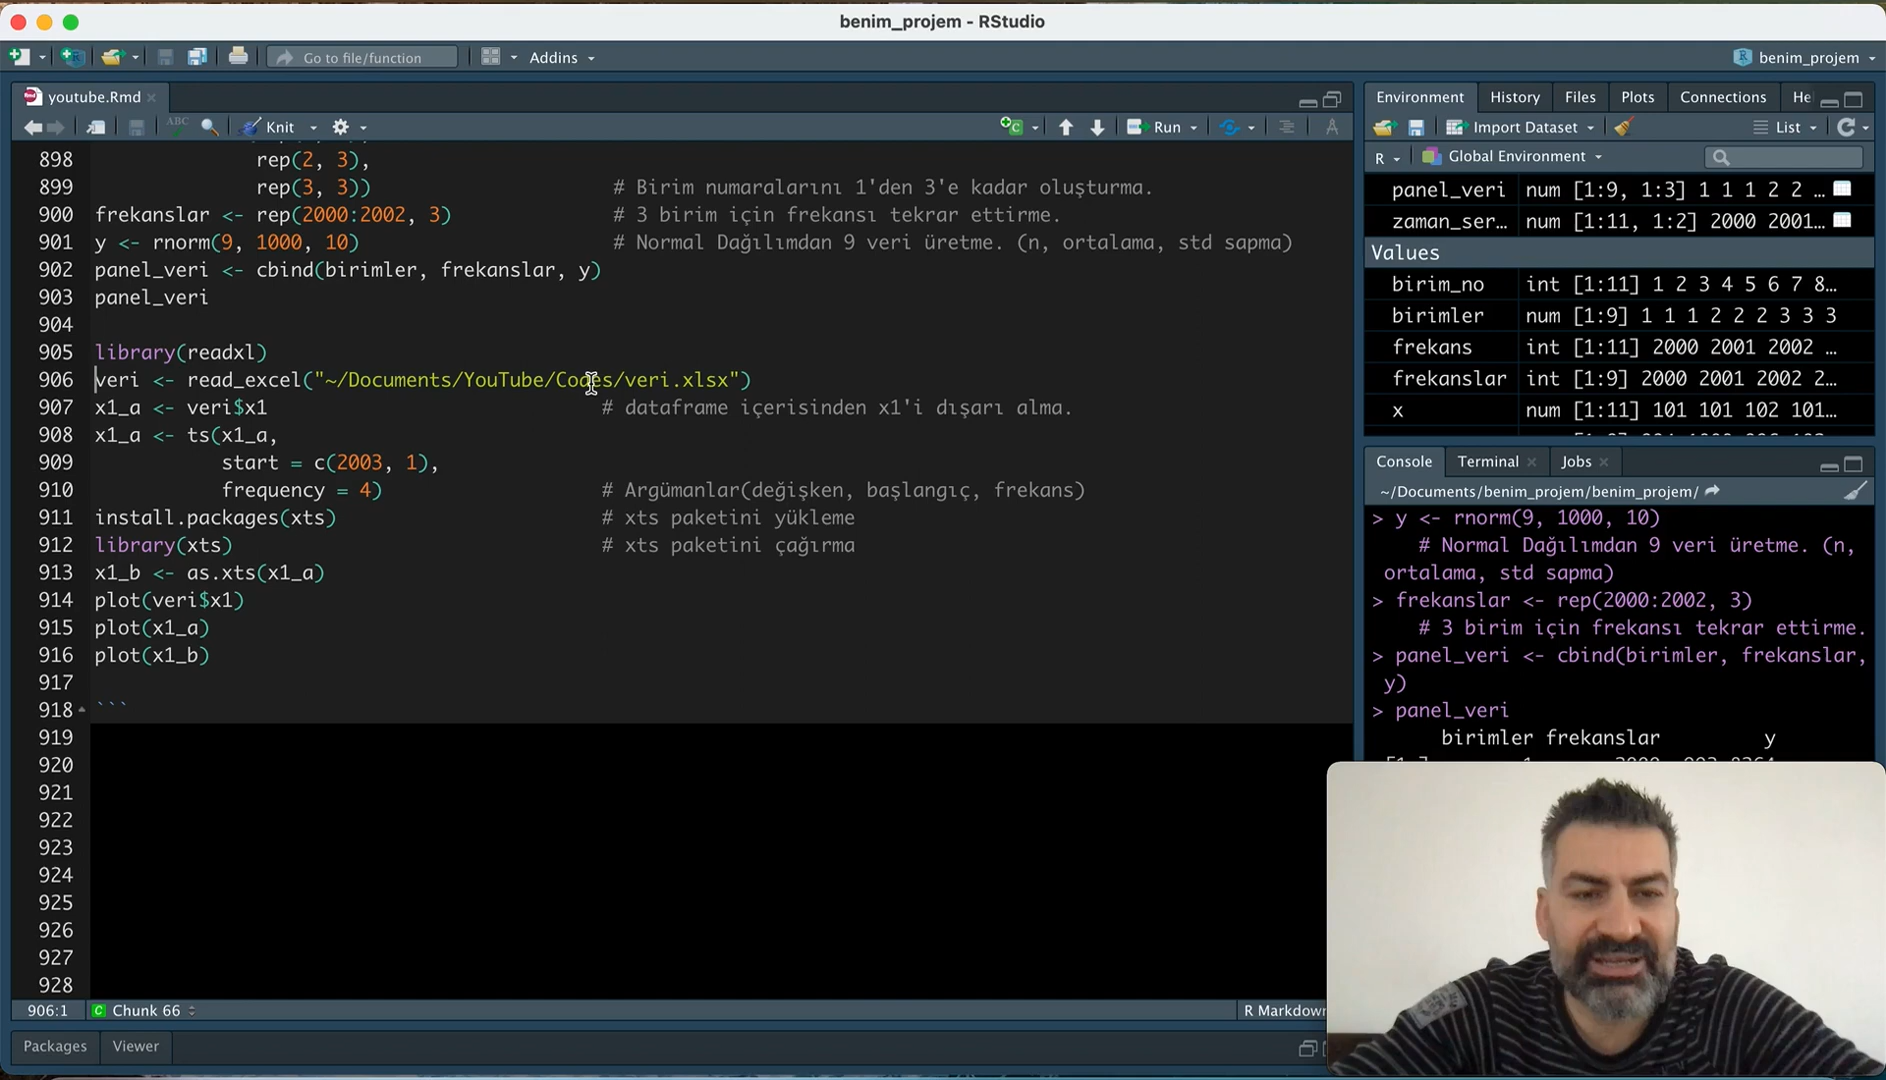 benim_projem - RStudio
Go to file/function
Addins
benim_projem
youtube.Rmd
Knit
Run
898 rep(2, 3),
899 rep(3, 3)) # Birim numaralarını 1'den 3'e kadar oluşturma.
900 frekanslar <- rep(2000:2002, 3) # 3 birim için frekansı tekrar ettirme.
901 y <- rnorm(9, 1000, 10) # Normal Dağılımdan 9 veri üretme. (n, ortalama, std sapma)
902 panel_veri <- cbind(birimler, frekanslar, y)
903 panel_veri
904
905 library(readxl)
906 veri <- read_excel("~/Documents/YouTube/Codes/veri.xlsx")
907 x1_a <- veri$x1 # dataframe içerisinden x1'i dışarı alma.
908 x1_a <- ts(x1_a,
909 start = c(2003, 1),
910 frequency = 4) # Argümanlar(değişken, başlangıç, frekans)
911 install.packages(xts) # xts paketini yükleme
912 library(xts) # xts paketini çağırma
913 x1_b <- as.xts(x1_a)
914 plot(veri$x1)
915 plot(x1_a)
916 plot(x1_b)
917
918 ```
919
920
921
922
923
924
925
926
927
928
906:1 Chunk 66 R Markdown
Packages Viewer
Environment History Files Plots Connections He
Import Dataset List
R Global Environment
panel_veri num [1:9, 1:3] 1 1 1 2 2 ...
zaman_ser… num [1:11, 1:2] 2000 2001…
Values
birim_no int [1:11] 1 2 3 4 5 6 7 8…
birimler num [1:9] 1 1 1 2 2 2 3 3 3
frekans int [1:11] 2000 2001 2002…
frekanslar int [1:9] 2000 2001 2002 2…
x num [1:11] 101 101 102 101…
Console Terminal Jobs
~/Documents/benim_projem/benim_projem/
> y <- rnorm(9, 1000, 10)
# Normal Dağılımdan 9 veri üretme. (n,
ortalama, std sapma)
> frekanslar <- rep(2000:2002, 3)
# 3 birim için frekansı tekrar ettirme.
> panel_veri <- cbind(birimler, frekanslar,
y)
> panel_veri
birimler frekanslar y